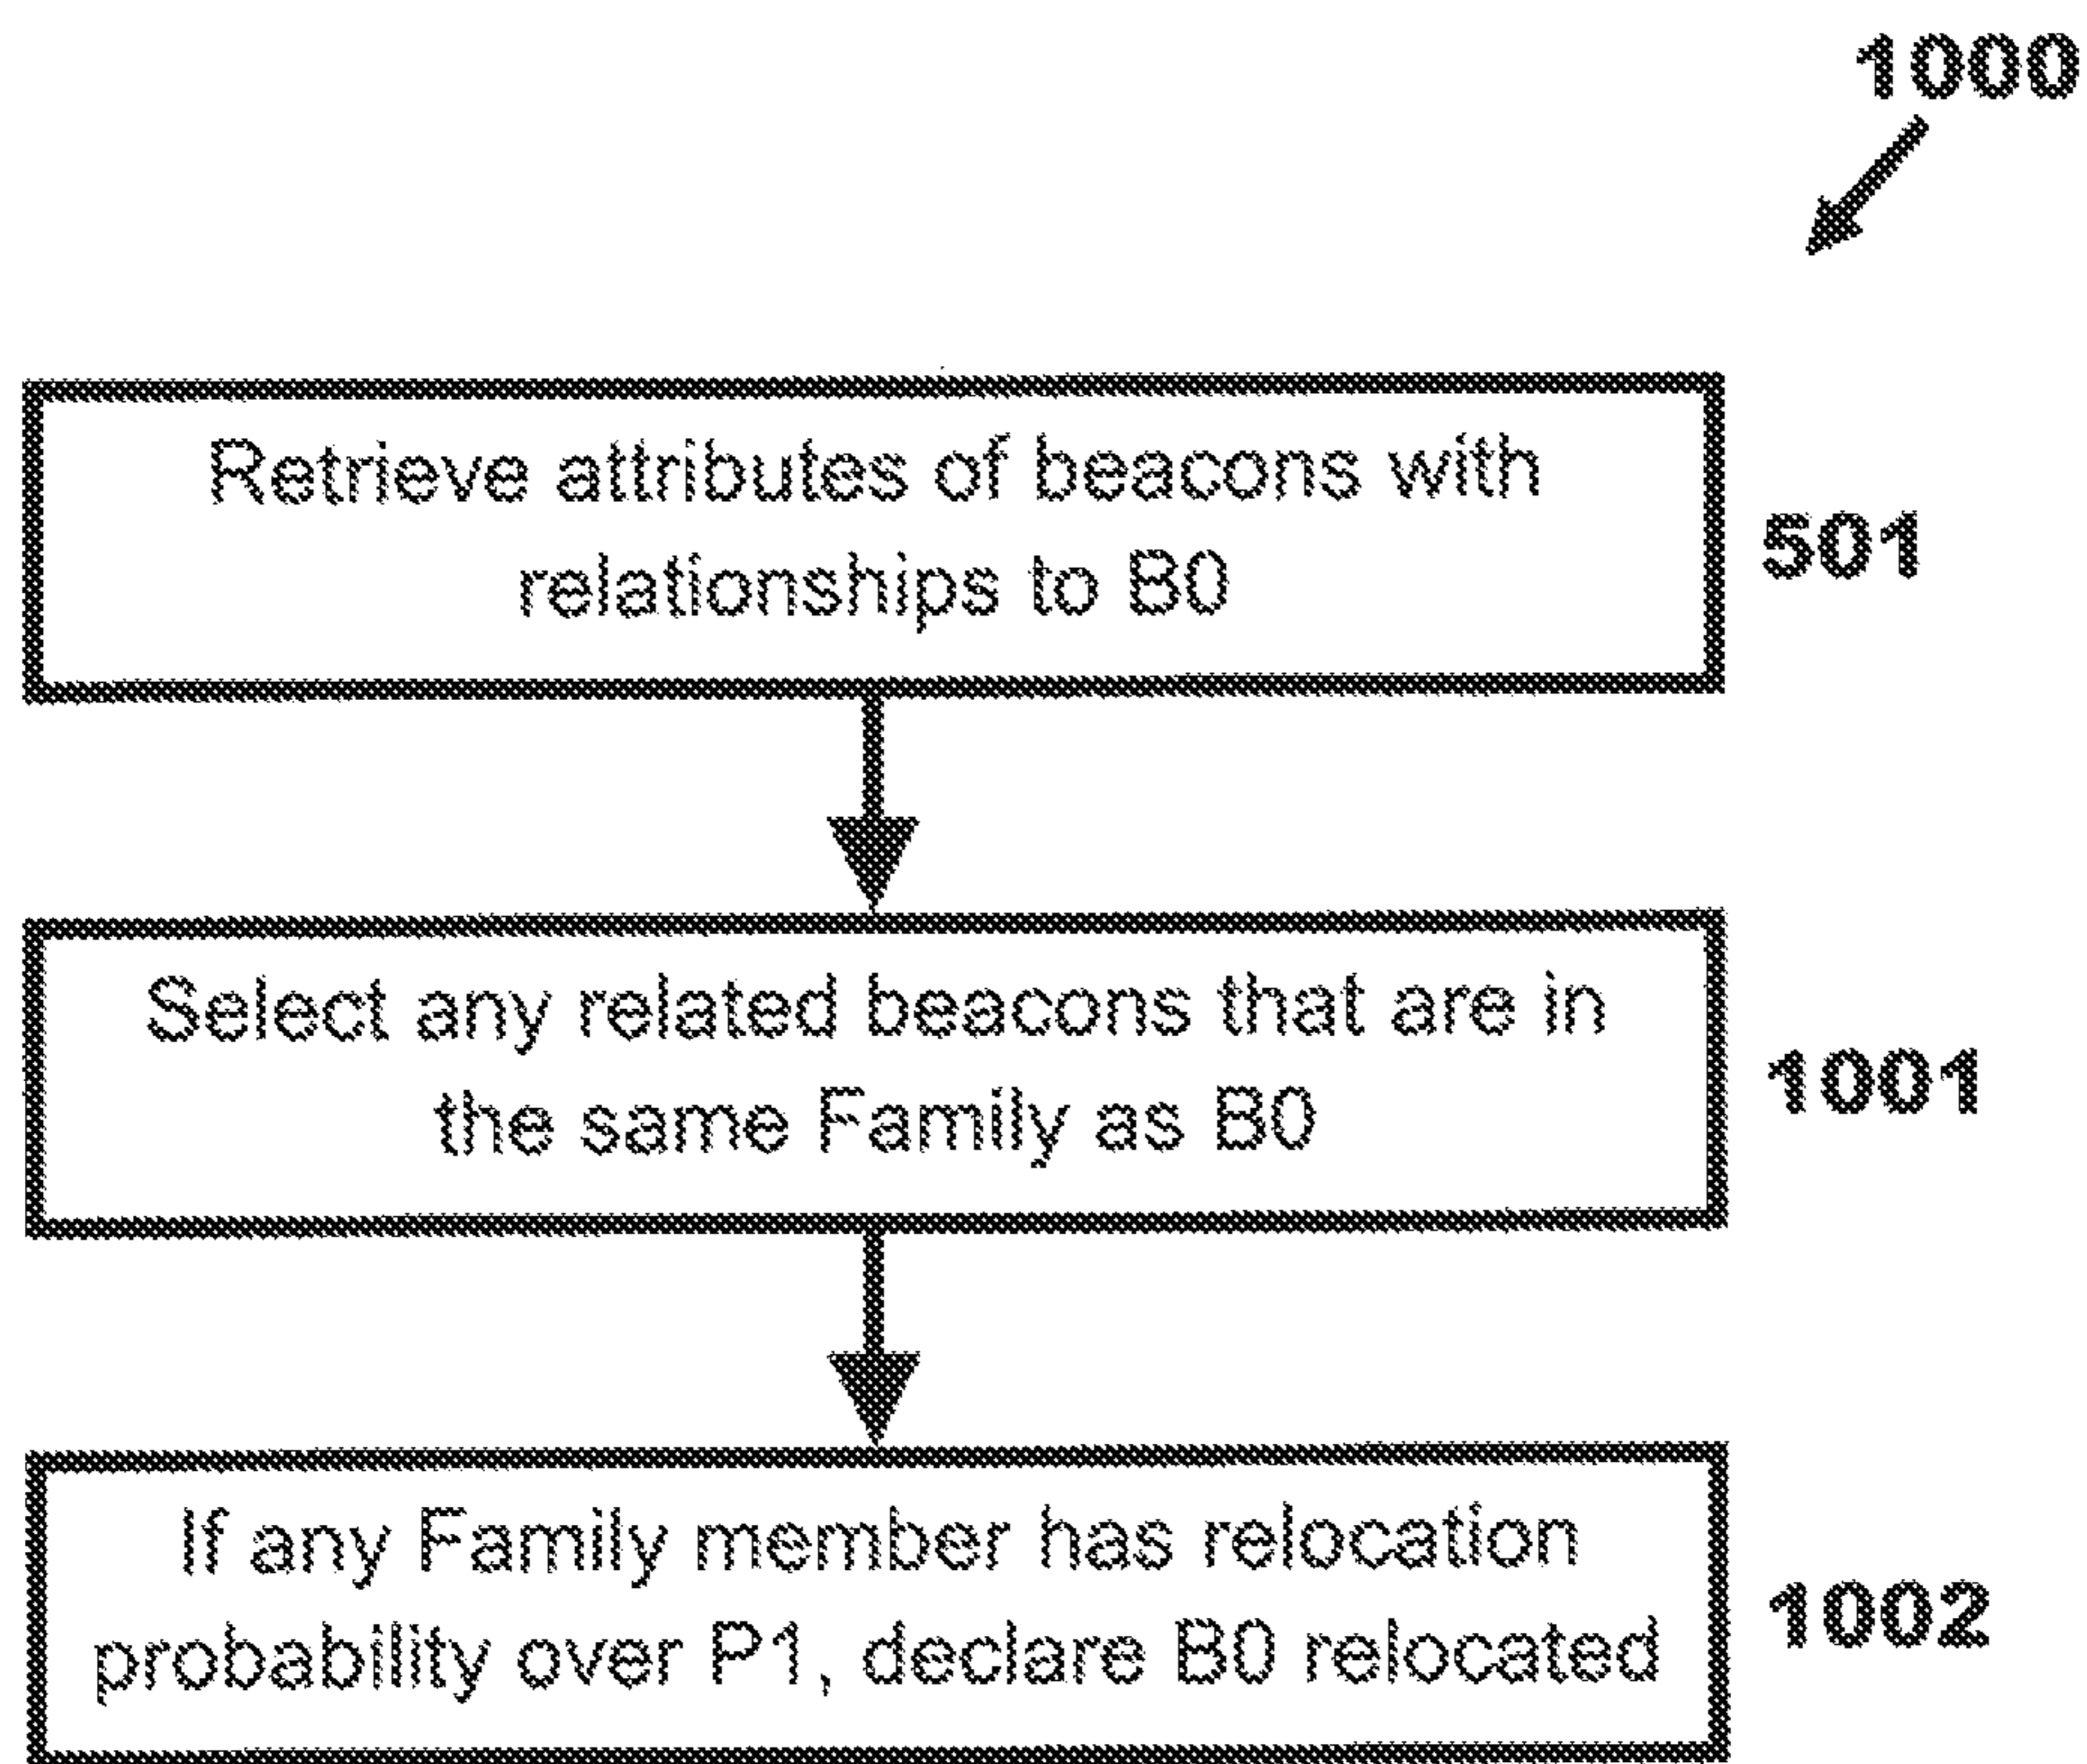 1000
Retrieve attributes of beacons with
relationships to B0
501
Select any related beacons that are in
the same Family as B0
1001
If any Family member has relocation
probability over P1, declare B0 relocated
1002